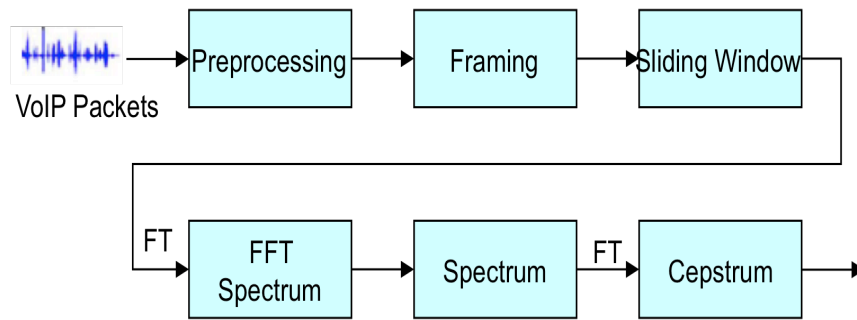 VoIP Packets
Preprocessing
Framing
Sliding Window
FT
FFT
Spectrum
Spectrum
FT
Cepstrum